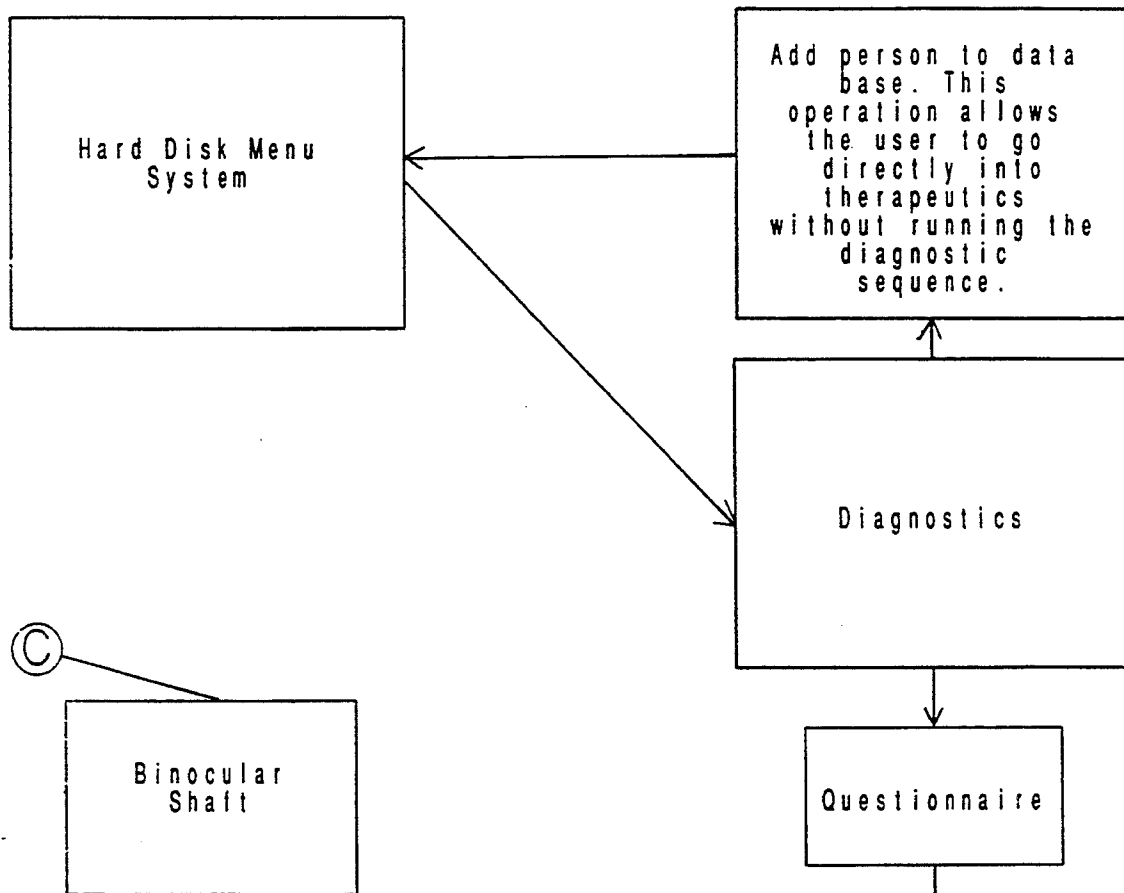 Hard Disk Menu
System
Add person to data
base. This
operation allows
the user to go
directly into
therapeutics
without running the
diagnostic
sequence.
Diagnostics
C
Binocular
Shaft
Questionnaire